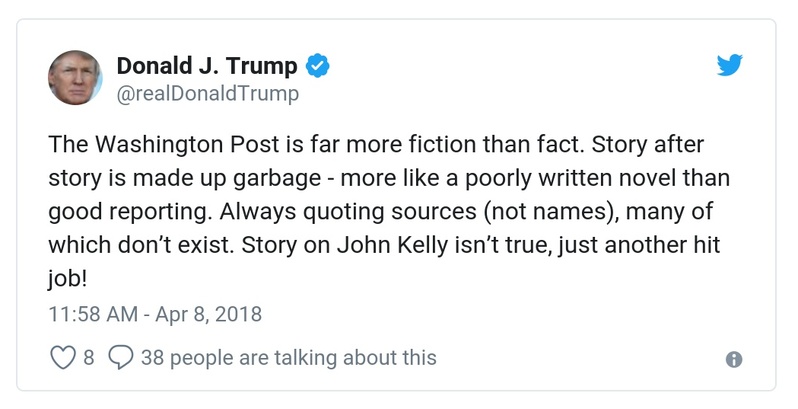 Donald J. Trump
@realDonaldTrump
The Washington Post is far more fiction than fact. Story after
story is made up garbage - more like a poorly written novel than
good reporting. Always quoting sources (not names), many of
which don’t exist. Story on John Kelly isn’t true, just another hit
job!
11:58 AM - Apr 8, 2018
8 38 people are talking about this